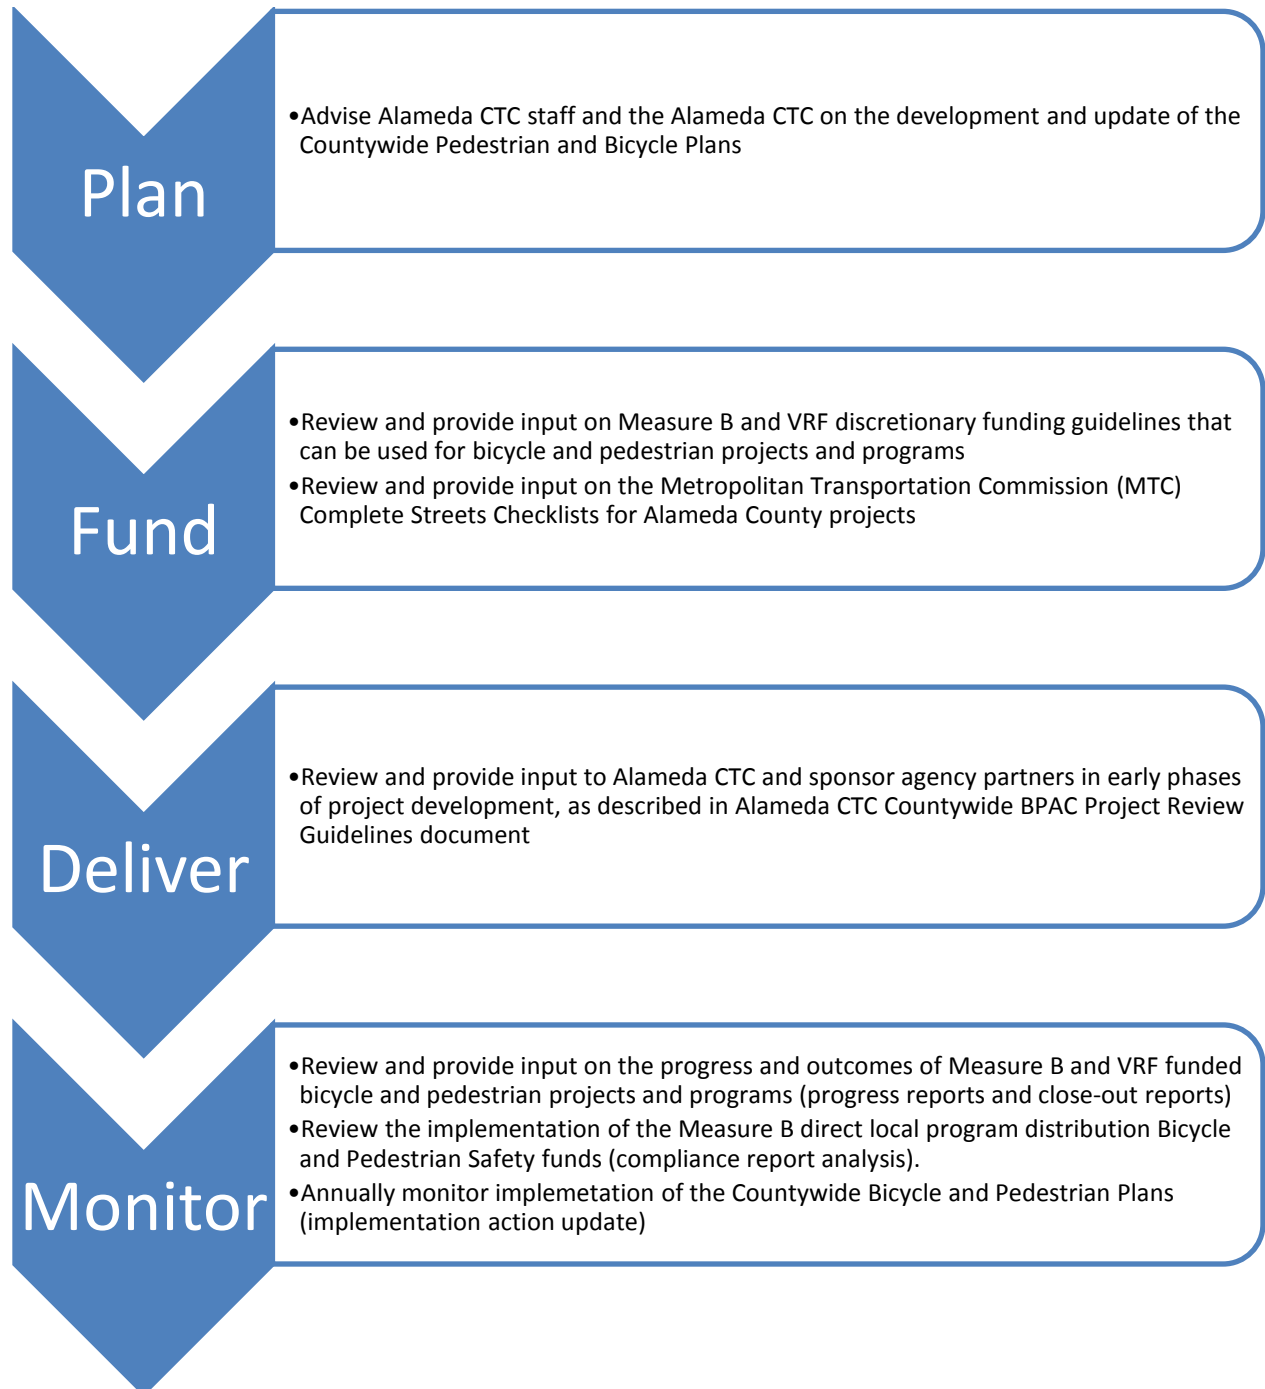 Plan
•Advise Alameda CTC staff and the Alameda CTC on the development and update of the
Countywide Pedestrian and Bicycle Plans
Fund
•Review and provide input on Measure B and VRF discretionary funding guidelines that
can be used for bicycle and pedestrian projects and programs
•Review and provide input on the Metropolitan Transportation Commission (MTC)
Complete Streets Checklists for Alameda County projects
Deliver
•Review and provide input to Alameda CTC and sponsor agency partners in early phases
of project development, as described in Alameda CTC Countywide BPAC Project Review
Guidelines document
Monitor
•Review and provide input on the progress and outcomes of Measure B and VRF funded
bicycle and pedestrian projects and programs (progress reports and close-out reports)
•Review the implementation of the Measure B direct local program distribution Bicycle
and Pedestrian Safety funds (compliance report analysis).
•Annually monitor implemetation of the Countywide Bicycle and Pedestrian Plans
(implementation action update)